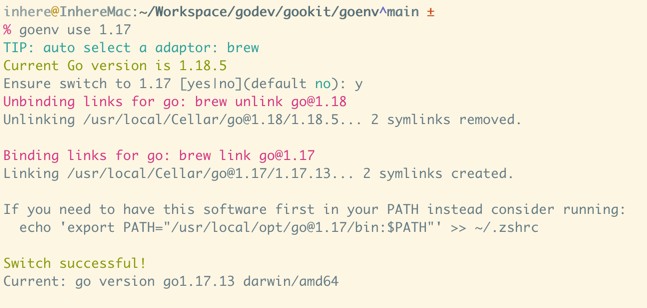 inhere@InhereMac:~/Workspace/godev/gookit/goenv^main ±
% goenv use 1.17
TIP: auto select a adaptor: brew
Current Go version is 1.18.5
Ensure switch to 1.17 [yes|no](default no): y
Unbinding links for go: brew unlink go@1.18
Unlinking /usr/local/Cellar/go@1.18/1.18.5... 2 symlinks removed.
Binding links for go: brew link go@1.17
Linking /usr/local/Cellar/go@1.17/1.17.13... 2 symlinks created.
If you need to have this software first in your PATH instead consider running:
  echo 'export PATH="/usr/local/opt/go@1.17/bin:$PATH"' >> ~/.zshrc
Switch successful!
Current: go version go1.17.13 darwin/amd64